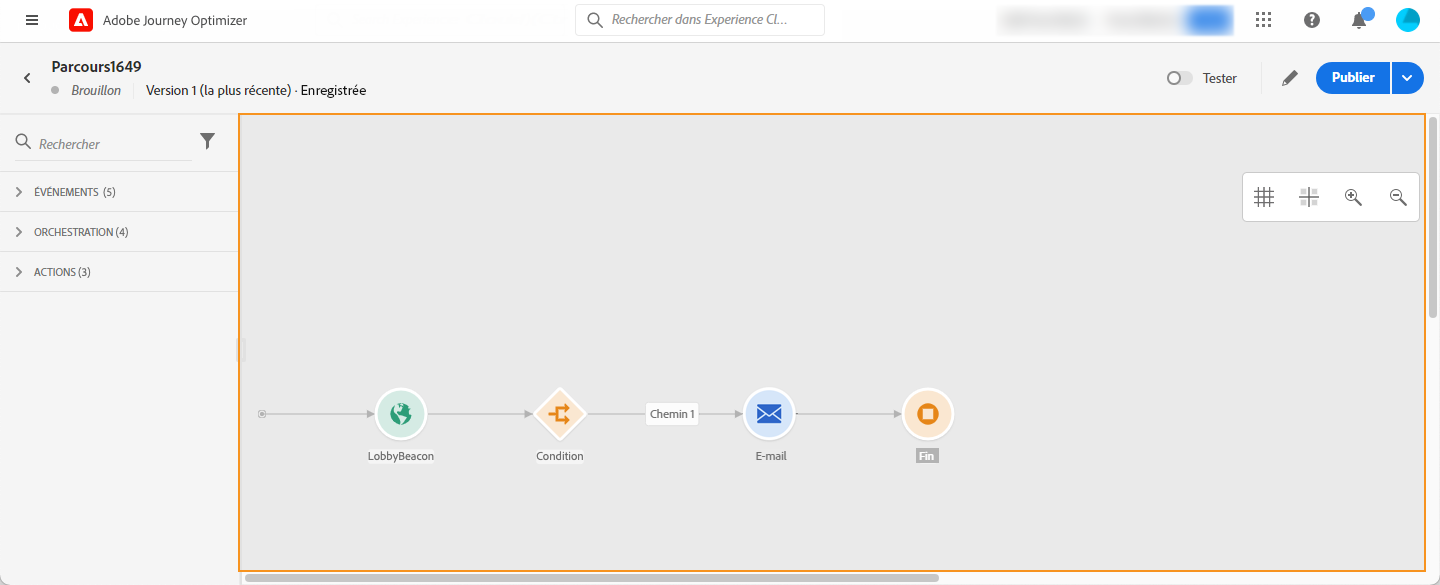 Adobe Journey Optimizer
Rechercher dans Experience Cl...
Parcours1649
Brouillon
Version 1 (la plus récente) · Enregistrée
Tester
Publier
Rechercher
ÉVÉNEMENTS (5)
ORCHESTRATION (4)
ACTIONS (3)
Chemin 1
LobbyBeacon
Condition
E-mail
Fin